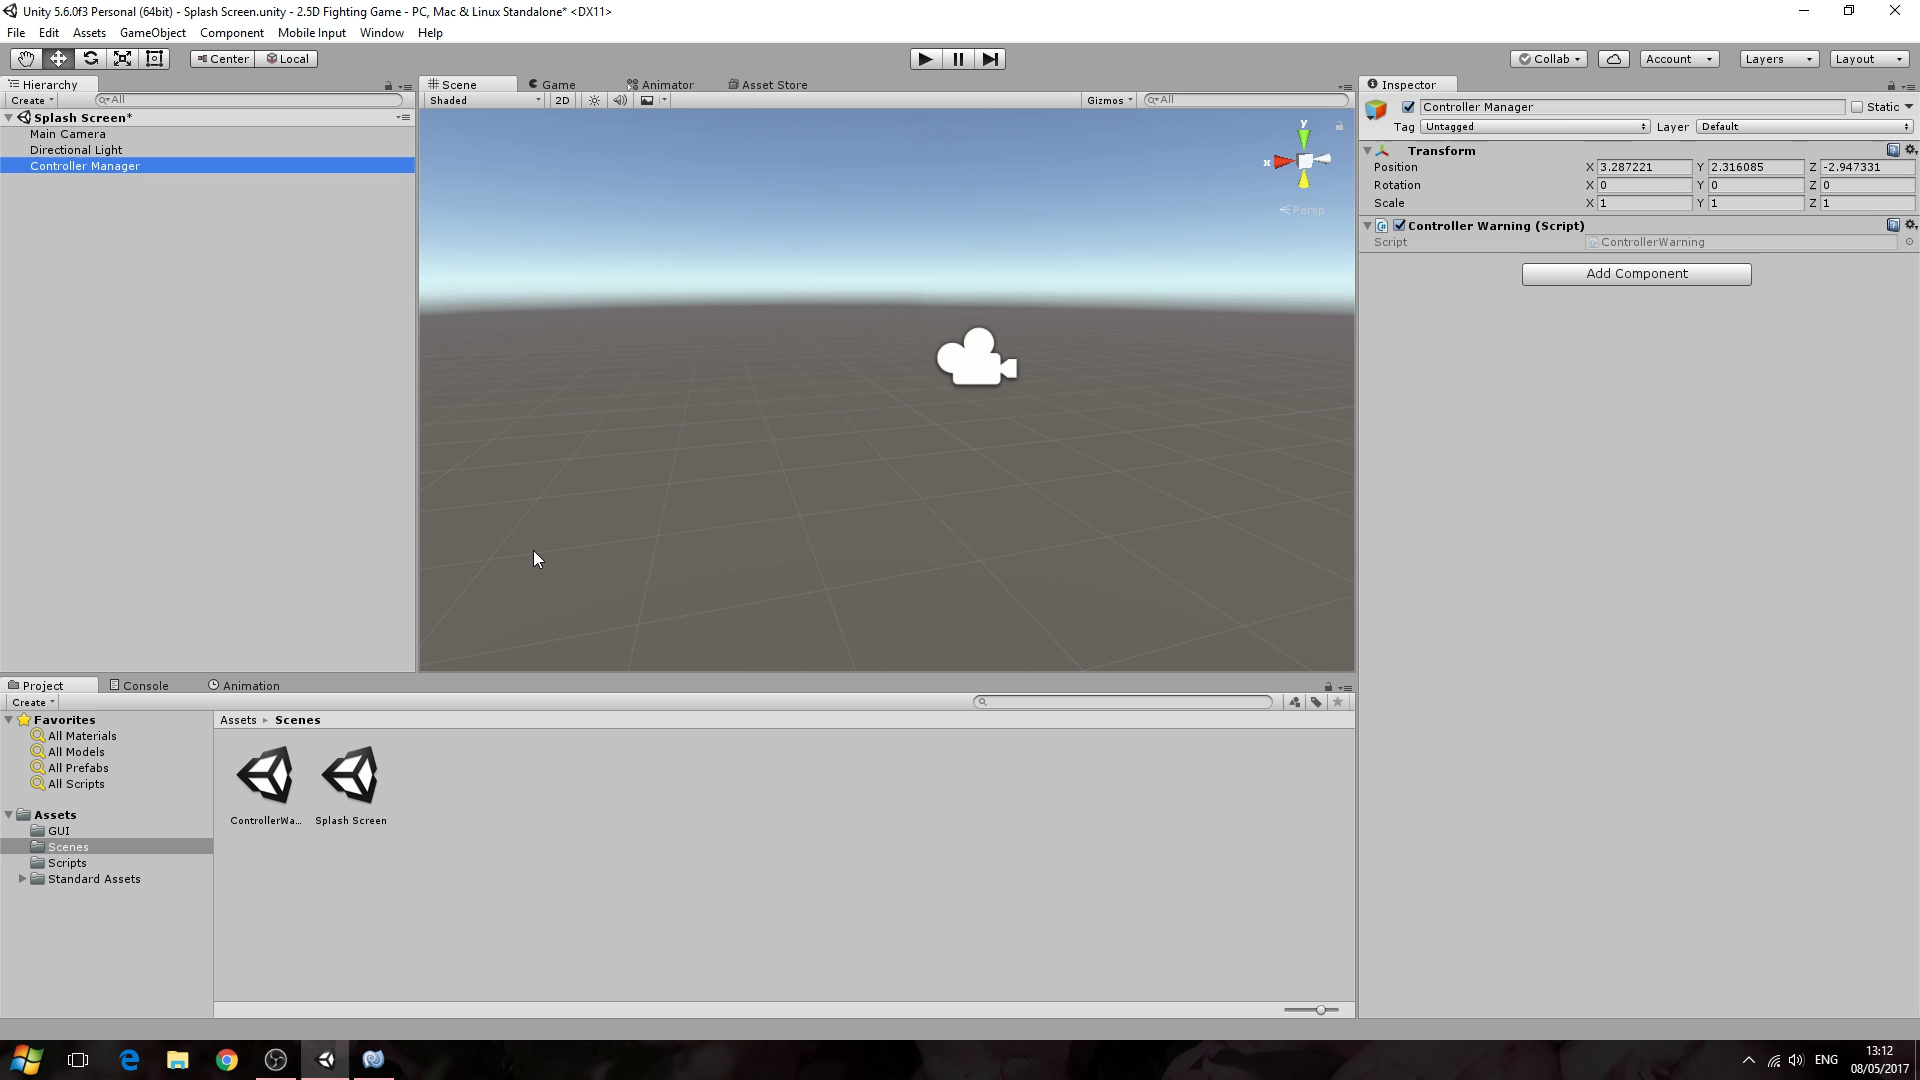 Unity 5.6.0f3 Personal (64bit) - Splash Screen.unity - 2.5D Fighting Game - PC, Mac & Linux Standalone* <DX11>
File Edit Assets GameObject Component Mobile Input Window Help
Center Local Collab Account Layers Layout
Hierarchy
Create All
Splash Screen*
Main Camera
Directional Light
Controller Manager
Scene Game Animator Asset Store
Shaded 2D Gizmos All
y
x
Persp
Inspector
Controller Manager Static
Tag Untagged Layer Default
Transform
Position X 3.287221 Y 2.316085 Z -2.947331
Rotation X 0 Y 0 Z 0
Scale X 1 Y 1 Z 1
Controller Warning (Script)
Script ControllerWarning
Add Component
Project Console Animation
Create
Favorites
All Materials
All Models
All Prefabs
All Scripts
Assets
GUI
Scenes
Scripts
Standard Assets
Assets Scenes
ControllerWa... Splash Screen
ENG
13:12
08/05/2017